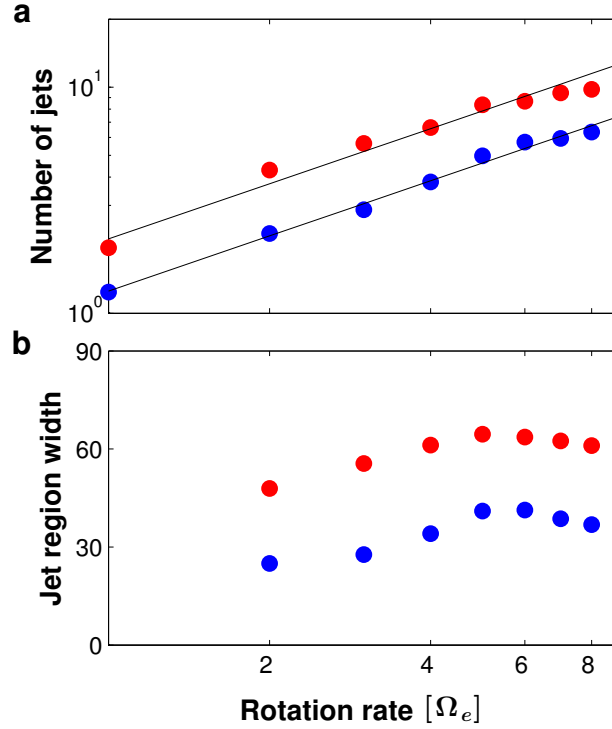 a
Number of jets
10¹
10⁰
b
Jet region width
90
60
30
0
2
4
6
8
Rotation rate [Ωₑ]